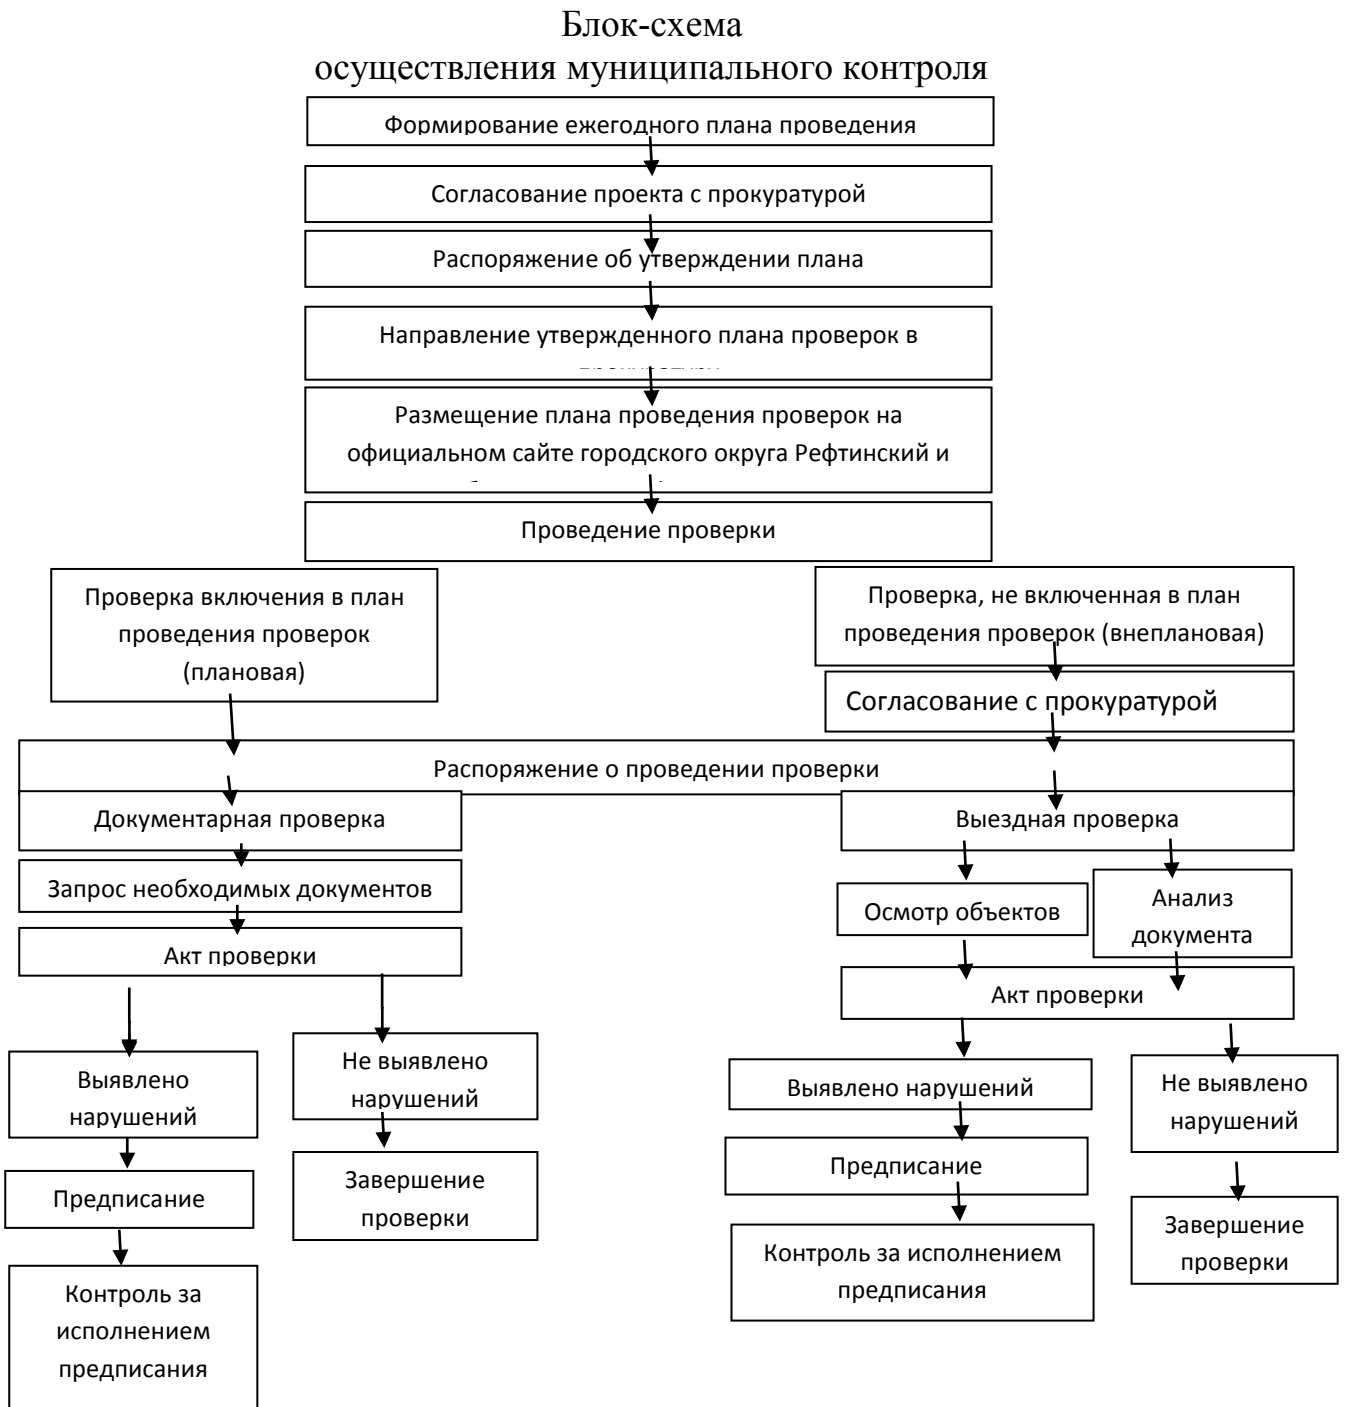 Блок-схема
осуществления муниципального контроля
Формирование ежегодного плана проведения
Согласование проекта с прокуратурой
Распоряжение об утверждении плана
Направление утвержденного плана проверок в
Размещение плана проведения проверок на
официальном сайте городского округа Рефтинский и
Проведение проверки
Проверка включения в план
проведения проверок
(плановая)
Проверка, не включенная в план
проведения проверок (внеплановая)
Согласование с прокуратурой
Распоряжение о проведении проверки
Документарная проверка
Запрос необходимых документов
Акт проверки
Выявлено
нарушений
Предписание
Контроль за
исполнением
предписания
Не выявлено
нарушений
Завершение
проверки
Выездная проверка
Осмотр объектов
Анализ
документа
Акт проверки
Выявлено нарушений
Предписание
Контроль за исполнением
предписания
Не выявлено
нарушений
Завершение
проверки